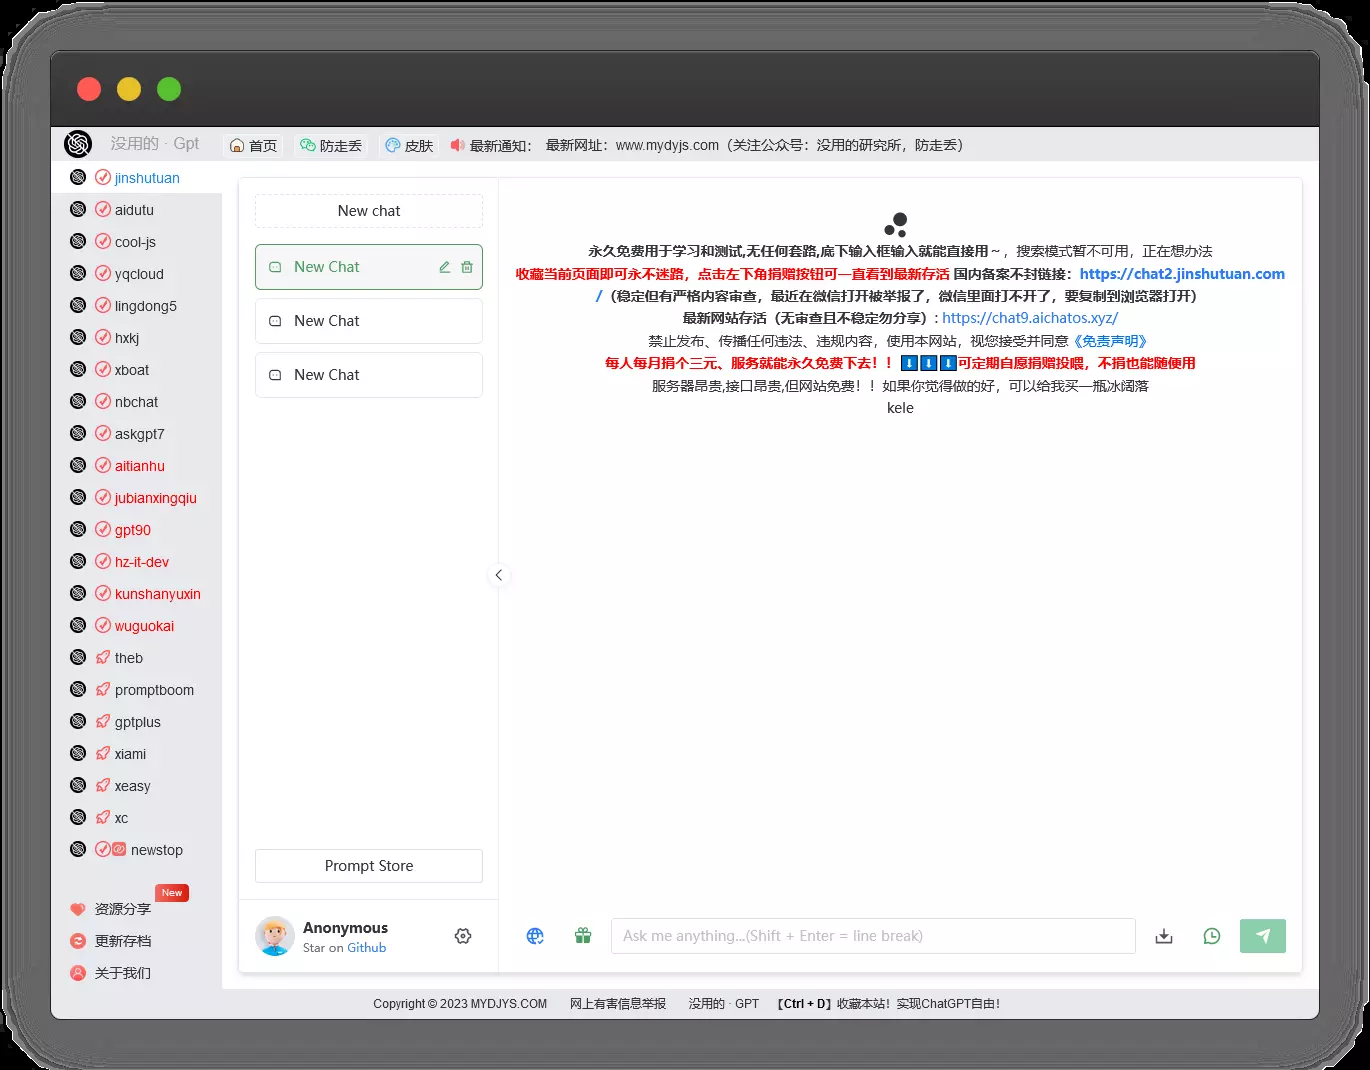 没用的 · Gpt
首页
防走丢
皮肤
最新通知： 最新网址：www.mydyjs.com（关注公众号：没用的研究所，防走丢）
jinshutuan
aidutu
cool-js
yqcloud
lingdong5
hxkj
xboat
nbchat
askgpt7
aitianhu
jubianxingqiu
gpt90
hz-it-dev
kunshanyuxin
wuguokai
theb
promptboom
gptplus
xiami
xeasy
xc
newstop
New
资源分享
更新存档
关于我们
New chat
New Chat
New Chat
New Chat
Prompt Store
Anonymous
Star on Github
永久免费用于学习和测试,无任何套路,底下输入框输入就能直接用～，搜索模式暂不可用，正在想办法
收藏当前页面即可永不迷路，点击左下角捐赠按钮可一直看到最新存活 国内备案不封链接：https://chat2.jinshutuan.com
/（稳定但有严格内容审查，最近在微信打开被举报了，微信里面打不开了，要复制到浏览器打开）
最新网站存活（无审查且不稳定勿分享）: https://chat9.aichatos.xyz/
禁止发布、传播任何违法、违规内容，使用本网站，视您接受并同意《免责声明》
每人每月捐个三元、服务就能永久免费下去！！⬇⬇⬇可定期自愿捐赠投喂，不捐也能随便用
服务器昂贵,接口昂贵,但网站免费！！如果你觉得做的好，可以给我买一瓶冰阔落
kele
Ask me anything...(Shift + Enter = line break)
Copyright © 2023 MYDJYS.COM 网上有害信息举报 没用的 · GPT 【Ctrl + D】收藏本站！实现ChatGPT自由！